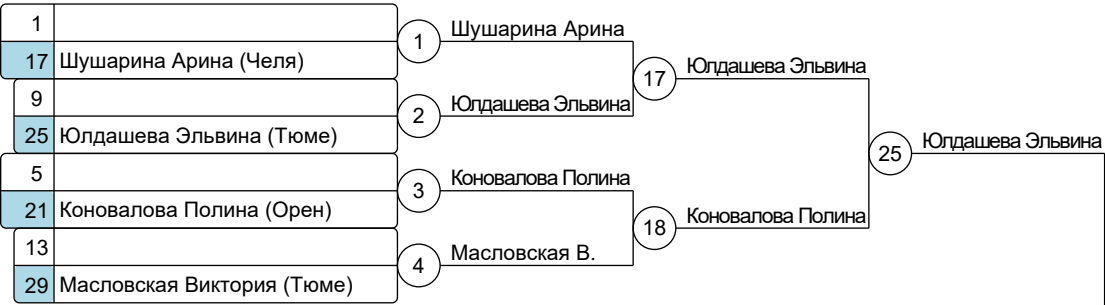 1
17 Шушарина Арина (Челя)
9
25 Юлдашева Эльвина (Тюме)
5
21 Коновалова Полина (Орен)
13
29 Масловская Виктория (Тюме)
1 Шушарина Арина
2 Юлдашева Эльвина
3 Коновалова Полина
4 Масловская В.
17 Юлдашева Эльвина
18 Коновалова Полина
25 Юлдашева Эльвина